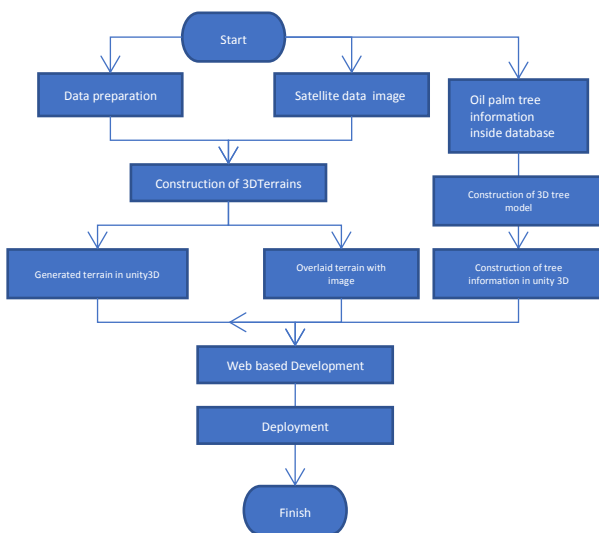 Start
Data preparation
Satellite data image
Oil palm tree
information
inside database
Construction of 3DTerrains
Construction of 3D tree
model
Generated terrain in unity3D
Overlaid terrain with
image
Construction of tree
information in unity 3D
Web based Development
Deployment
Finish